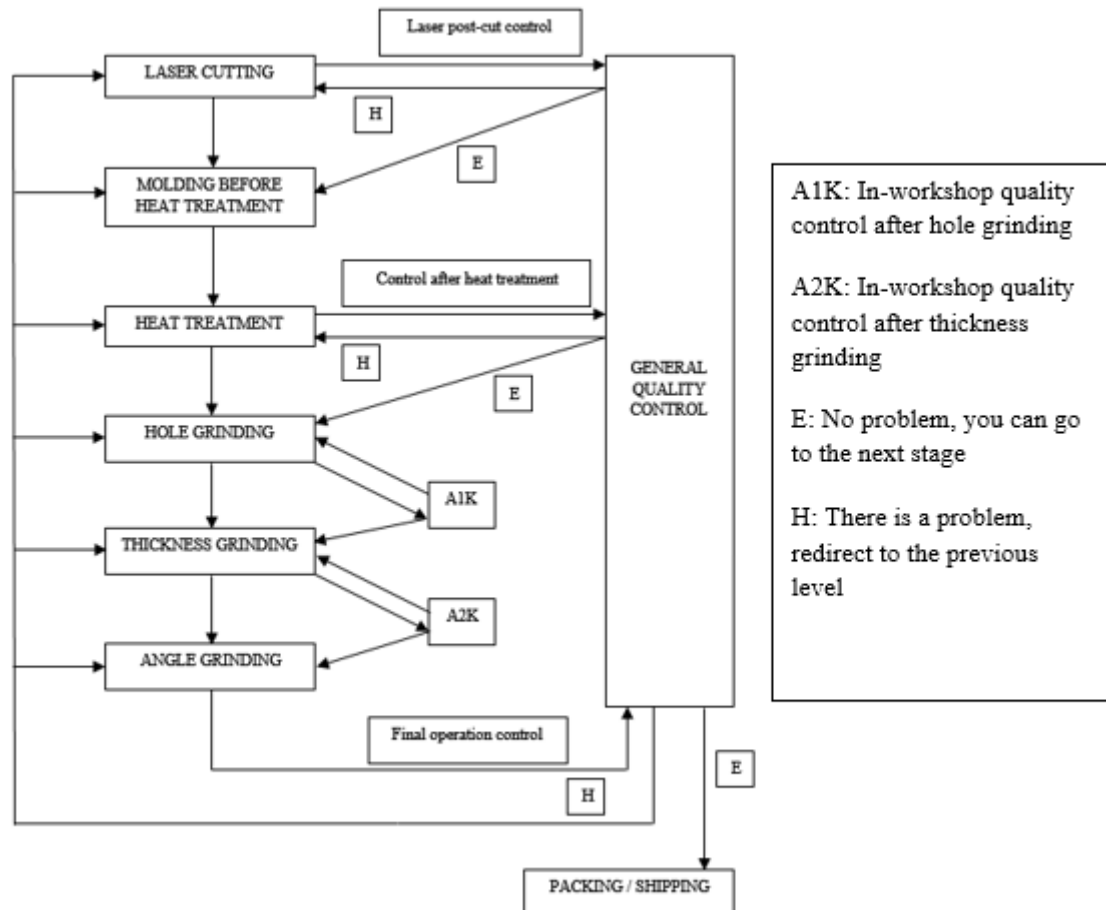 Laser post-cut control
LASER CUTTING
H
E
MOLDING BEFORE
HEAT TREATMENT
Control after heat treatment
HEAT TREATMENT
H
E
GENERAL
QUALITY
CONTROL
HOLE GRINDING
A1K
THICKNESS GRINDING
A2K
ANGLE GRINDING
Final operation control
H
E
PACKING / SHIPPING
A1K: In-workshop quality
control after hole grinding
A2K: In-workshop quality
control after thickness
grinding
E: No problem, you can go
to the next stage
H: There is a problem,
redirect to the previous
level